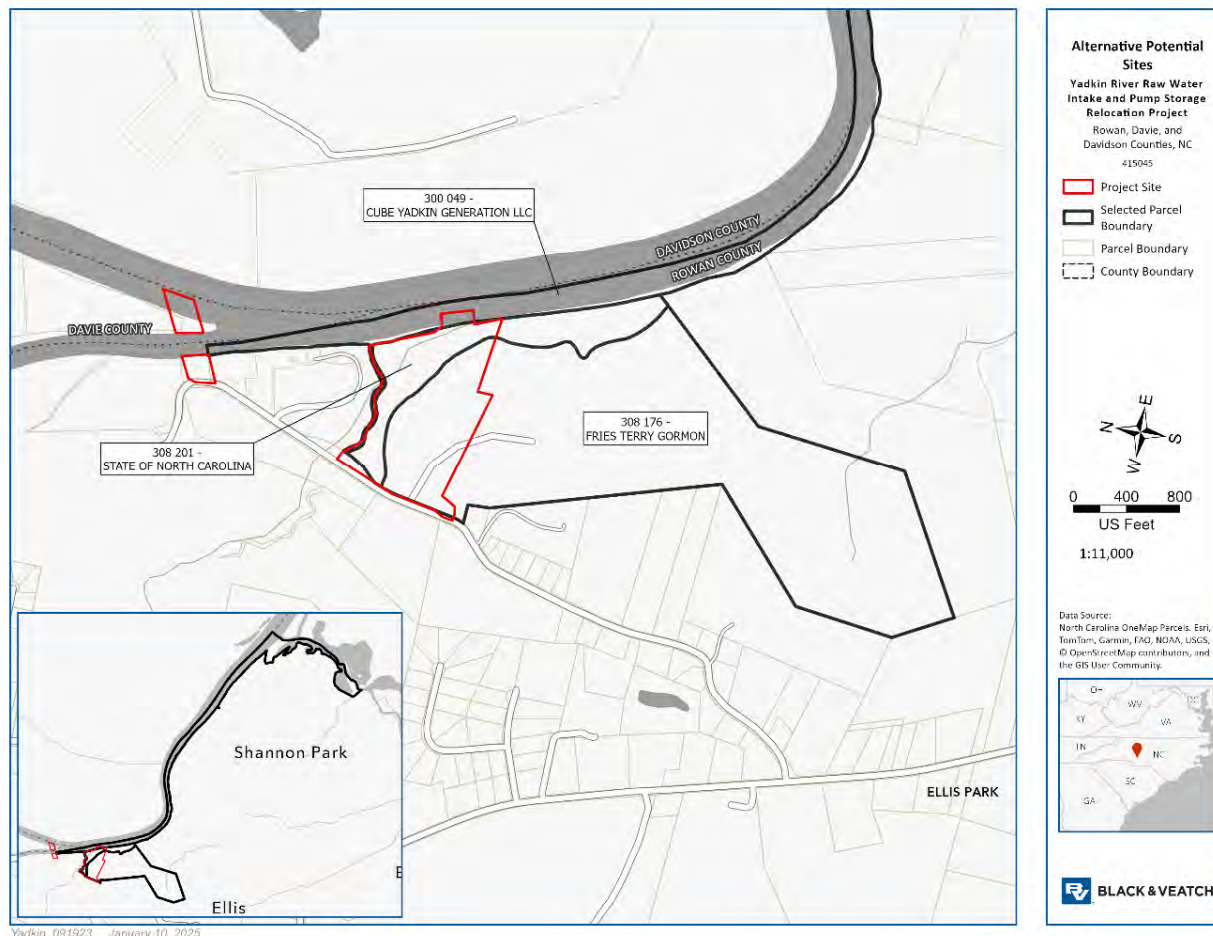 300 049 -
CUBE YADKIN GENERATION LLC
DAVIDSON COUNTY
ROWAN COUNTY
DAVIE COUNTY
308 201 -
STATE OF NORTH CAROLINA
308 176 -
FRIES TERRY GORMON
ELLIS PARK
E
Shannon Park
Ellis
Yadkin_091923 January 10, 2025
Alternative Potential
Sites
Yadkin River Raw Water
Intake and Pump Storage
Relocation Project
Rowan, Davie, and
Davidson Counties, NC
415045
Project Site
Selected Parcel
Boundary
Parcel Boundary
County Boundary
N
E
W
S
0 400 800
US Feet
1:11,000
Data Source:
North Carolina OneMap Parcels. Esri,
TomTom, Garmin, FAO, NOAA, USGS,
© OpenStreetMap contributors, and
the GIS User Community.
OH
WV
DC
KY
VA
TN
NC
SC
GA
BV BLACK & VEATCH